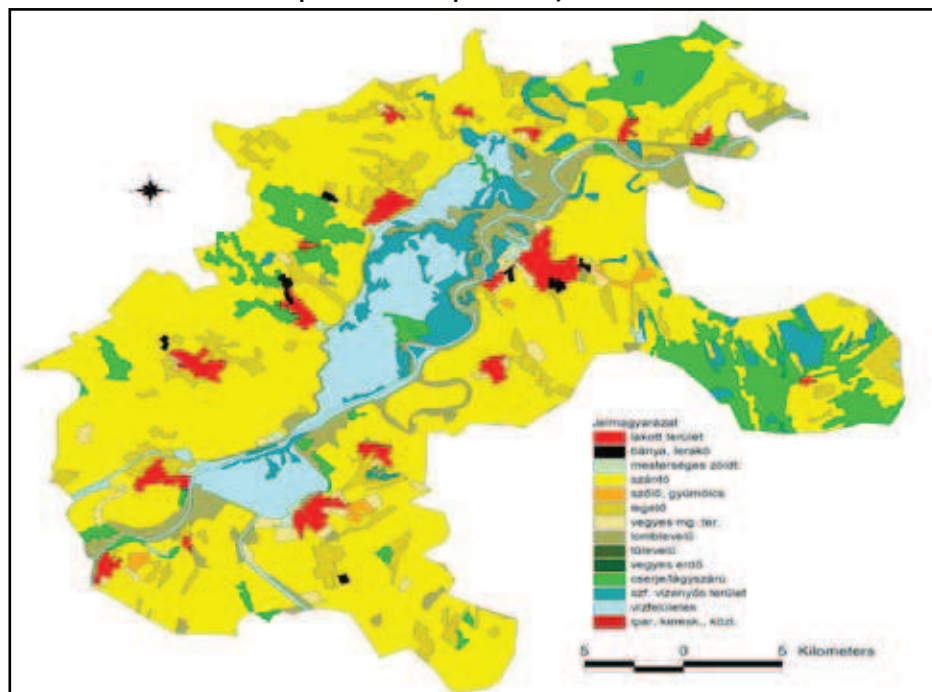 Jelmagyarázat
lakott terület
bánya, lerakó
mesterséges zöldt.
szántó
szőlő, gyümölcs
legelő
vegyes mg. ter.
lomblevelű
tűlevelű
vegyes erdő
cserje/lágyszárú
szf. vizenyős terület
vízfelületek
ipar, keresk., közl.
5 0 5 Kilometers